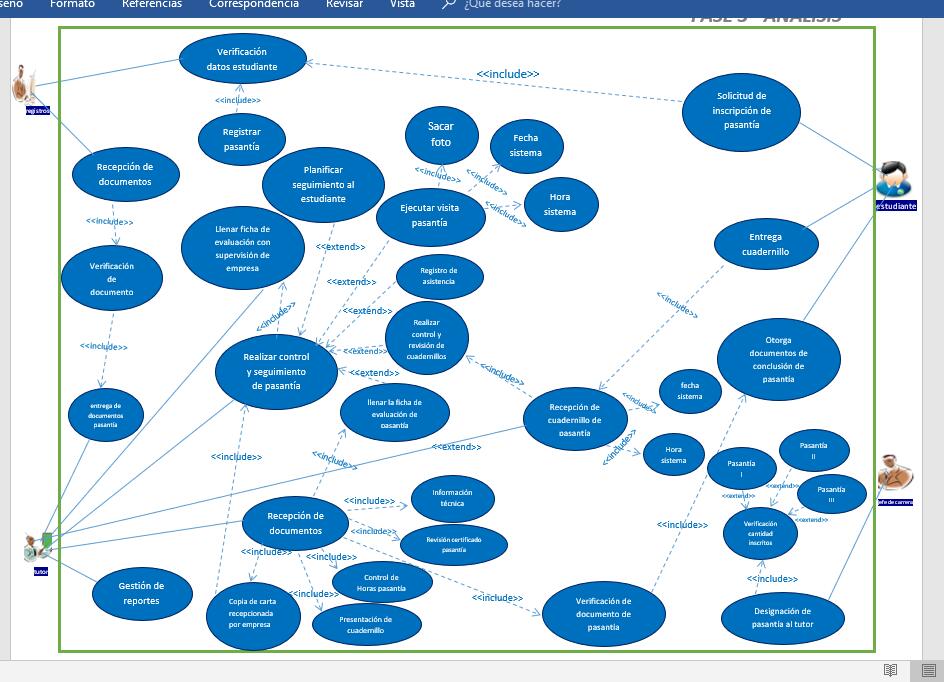 Formato
Referencias
Correspondencia
Revisar
Vista
¿Qué desea hacer?
Verificación
datos estudiante
<<include>>
Solicitud de
inscripción de
pasantía
<<include>>
Registrar
pasantía
Sacar
foto
Fecha
sistema
Recepción de
documentos
Planificar
seguimiento al
estudiante
<<include>>
<<include>>
Hora
sistema
estudiante
Ejecutar visita
pasantía
<<include>>
<<include>>
Llenar ficha de
evaluación con
supervisión de
empresa
<<extend>>
Entrega
cuadernillo
Verificación
de
documento
Registro de
asistencia
<<extend>>
<<include>>
<<extend>>
<<include>>
Realizar
control y
revisión de
cuadernillos
<<include>>
Realizar control
y seguimiento
de pasantía
<<extend>>
<<extend>>
<<include>>
Otorga
documentos de
conclusión de
pasantía
entrega de
documentos
pasantía
llenar la ficha de
evaluación de
pasantía
Recepción de
cuadernillo de
pasantía
fecha
sistema
<<include>>
<<extend>>
<<include>>
Hora
sistema
<<include>>
<<include>>
Pasantía
I
Pasantía
II
Pasantía
III
<<extend>>
<<extend>>
<<extend>>
Información
técnica
<<include>>
Recepción de
documentos
<<include>>
Revisión certificado
pasantía
<<include>>
Verificación
cantidad
inscritos
jefe de carrera
tutor
<<include>>
<<include>>
Control de
Horas pasantía
<<include>>
<<include>>
<<include>>
Gestión de
reportes
Copia de carta
recepcionada
por empresa
Presentación de
cuadernillo
Verificación de
documento de
pasantía
Designación de
pasantía al tutor